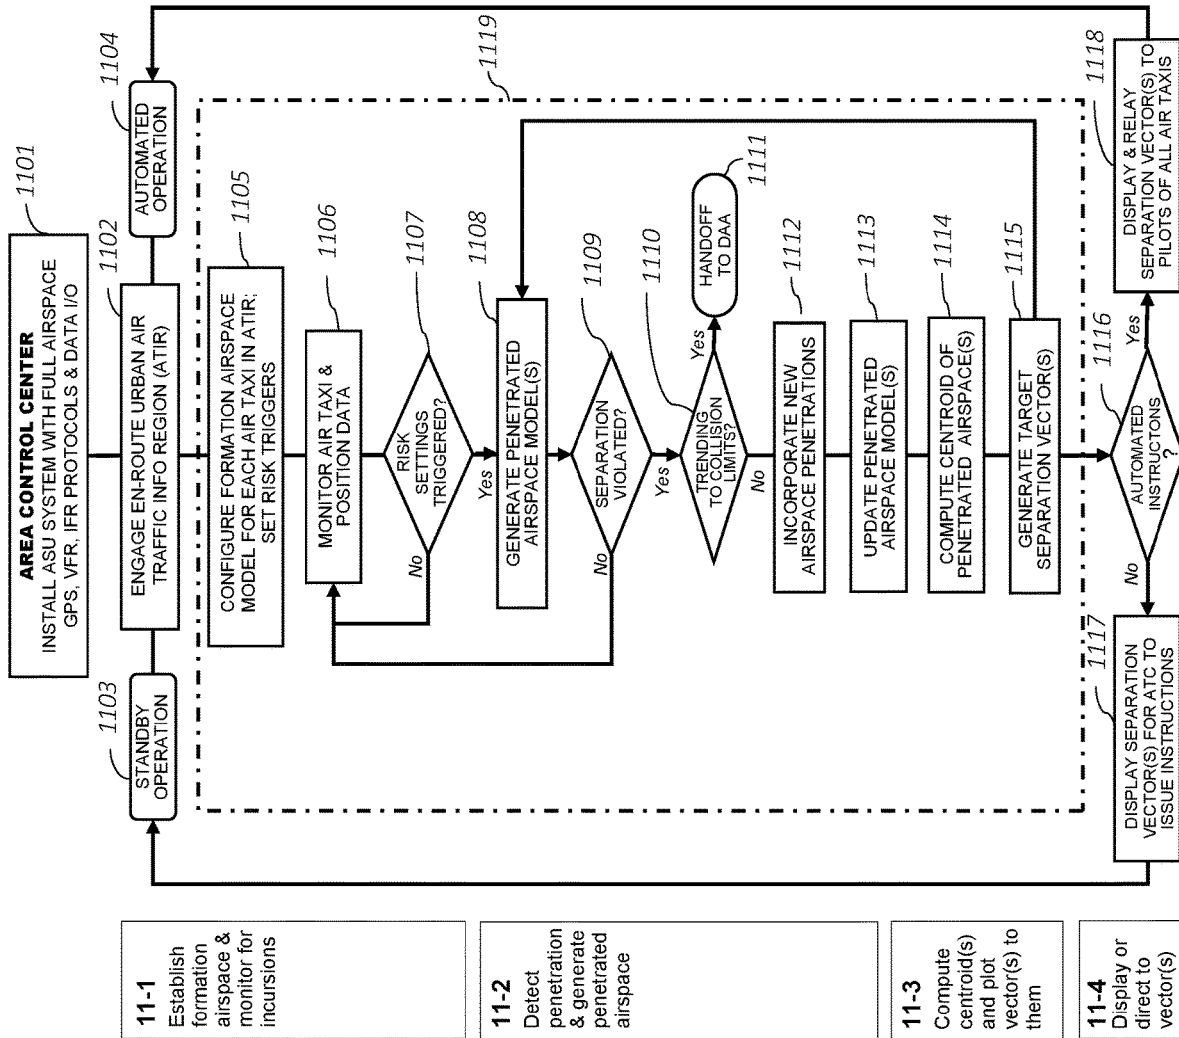 AREA CONTROL CENTER
INSTALL ASU SYSTEM WITH FULL AIRSPACE
GPS, VFR, IFR PROTOCOLS & DATA I/O
1101
STANDBY
OPERATION
1103
ENGAGE EN-ROUTE URBAN AIR
TRAFFIC INFO REGION (ATIR)
1102
AUTOMATED
OPERATION
1104
CONFIGURE FORMATION AIRSPACE
MODEL FOR EACH AIR TAXI IN ATIR;
SET RISK TRIGGERS
1105
MONITOR AIR TAXI &
POSITION DATA
1106
RISK
SETTINGS
TRIGGERED?
1107
No
Yes
GENERATE PENETRATED
AIRSPACE MODEL(S)
1108
SEPARATION
VIOLATED?
1109
No
Yes
TRENDING
TO COLLISION
LIMITS?
1110
Yes
No
HANDOFF
TO DAA
1111
INCORPORATE NEW
AIRSPACE PENETRATIONS
1112
UPDATE PENETRATED
AIRSPACE MODEL(S)
1113
COMPUTE CENTROID OF
PENETRATED AIRSPACE(S)
1114
GENERATE TARGET
SEPARATION VECTOR(S)
1115
1119
AUTOMATED
INSTRUCTONS
?
1116
No
Yes
DISPLAY SEPARATION
VECTOR(S) FOR ATC TO
ISSUE INSTRUCTIONS
1117
DISPLAY & RELAY
SEPARATION VECTOR(S) TO
PILOTS OF ALL AIR TAXIS
1118
11-1
Establish
formation
airspace &
monitor for
incursions
11-2
Detect
penetration
& generate
penetrated
airspace
11-3
Compute
centroid(s)
and plot
vector(s) to
them
11-4
Display or
direct to
vector(s)